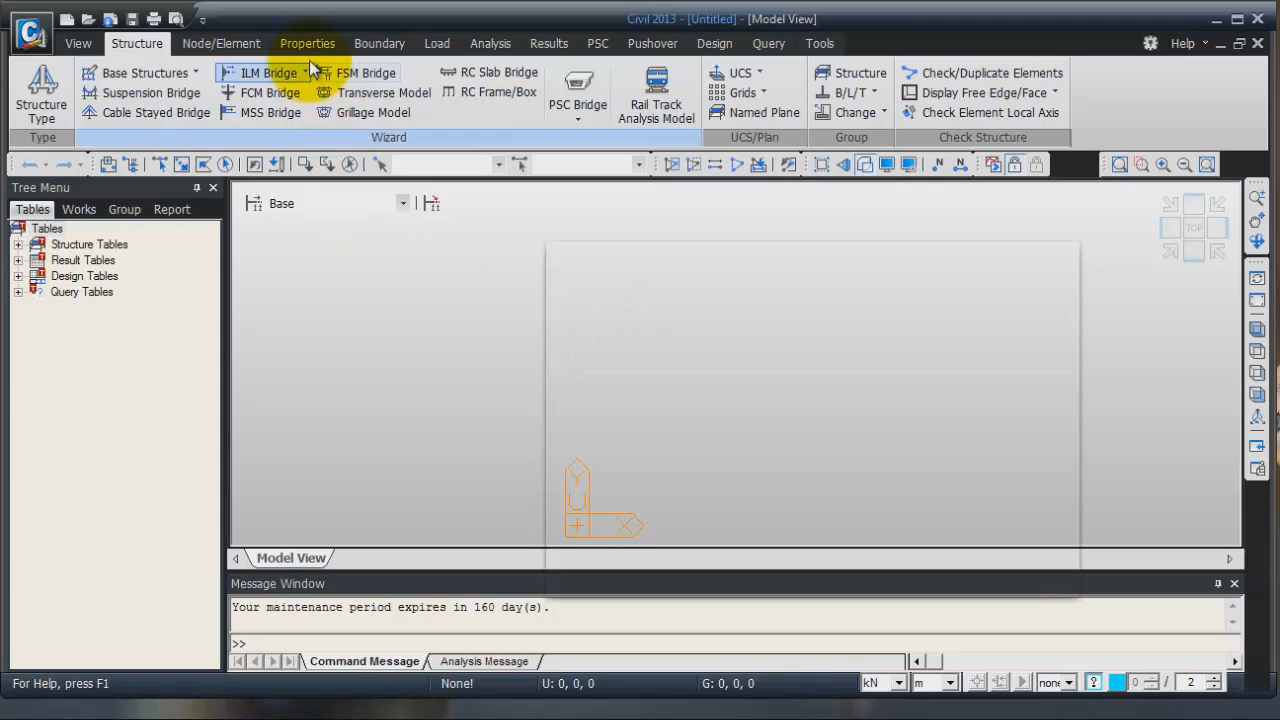 Civil 2013 - [Untitled] - [Model View]
View Structure Node/Element Properties Boundary Load Analysis Results PSC Pushover Design Query Tools Help
Structure Type
Base Structures
Suspension Bridge
Cable Stayed Bridge
ILM Bridge
FCM Bridge
MSS Bridge
FSM Bridge
Transverse Model
Grillage Model
RC Slab Bridge
RC Frame/Box
PSC Bridge
Rail Track Analysis Model
UCS
Grids
Named Plane
Structure
B/L/T
Change
Check/Duplicate Elements
Display Free Edge/Face
Check Element Local Axis
Type Wizard UCS/Plan Group Check Structure
Tree Menu
Tables Works Group Report
Tables
Structure Tables
Result Tables
Design Tables
Query Tables
Base
TOP
Y
U
X
Model View
Message Window
Your maintenance period expires in 160 day(s).
>>
Command Message Analysis Message
For Help, press F1 None! U: 0, 0, 0 G: 0, 0, 0 kN m none ? 0 / 2